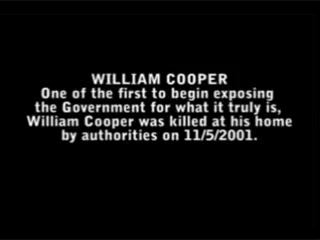 WILLIAM COOPER
One of the first to begin exposing
the Government for what it truly is,
William Cooper was killed at his home
by authorities on 11/5/2001.